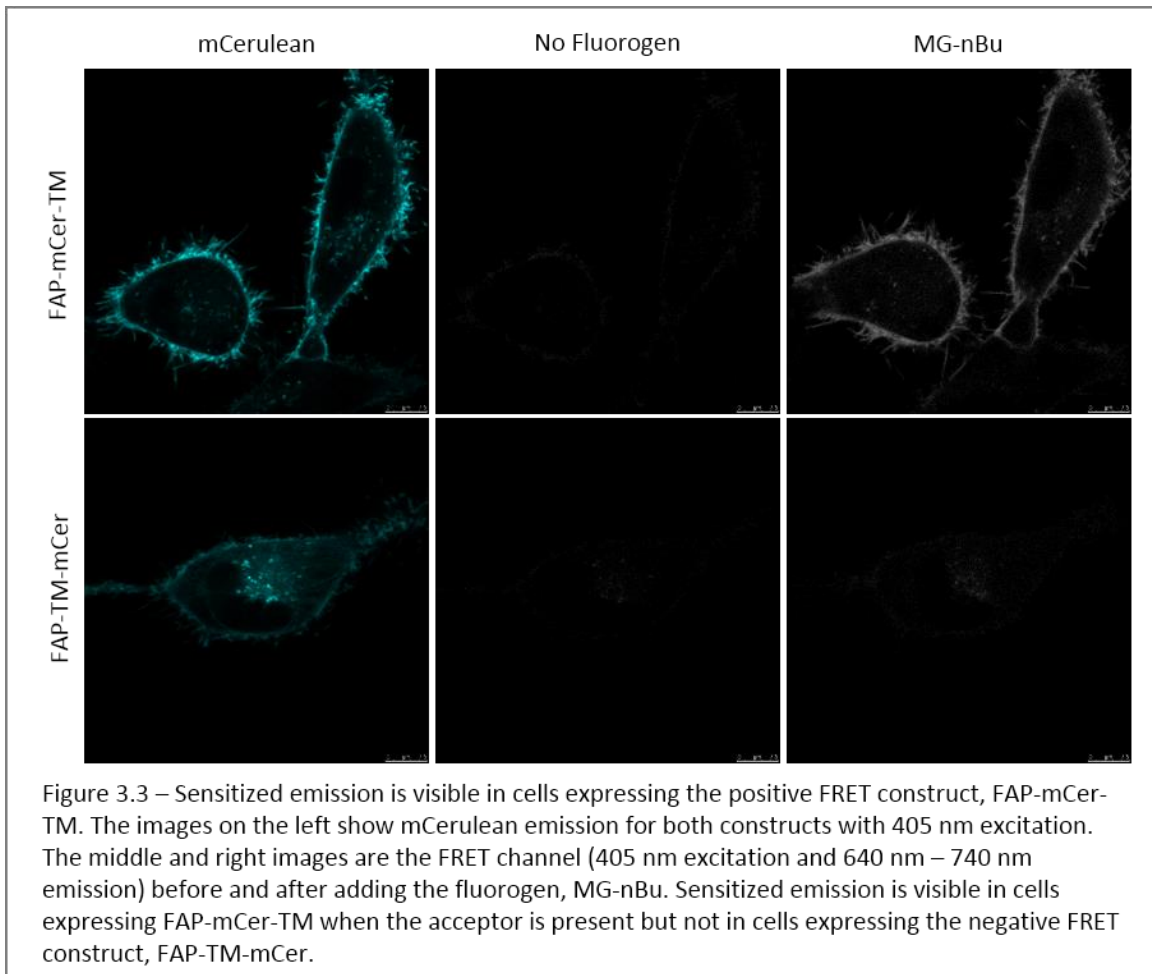 mCerulean
No Fluorogen
MG-nBu
FAP-mCer-TM
FAP-TM-mCer
Figure 3.3 – Sensitized emission is visible in cells expressing the positive FRET construct, FAP-mCer-
TM. The images on the left show mCerulean emission for both constructs with 405 nm excitation.
The middle and right images are the FRET channel (405 nm excitation and 640 nm – 740 nm
emission) before and after adding the fluorogen, MG-nBu. Sensitized emission is visible in cells
expressing FAP-mCer-TM when the acceptor is present but not in cells expressing the negative FRET
construct, FAP-TM-mCer.